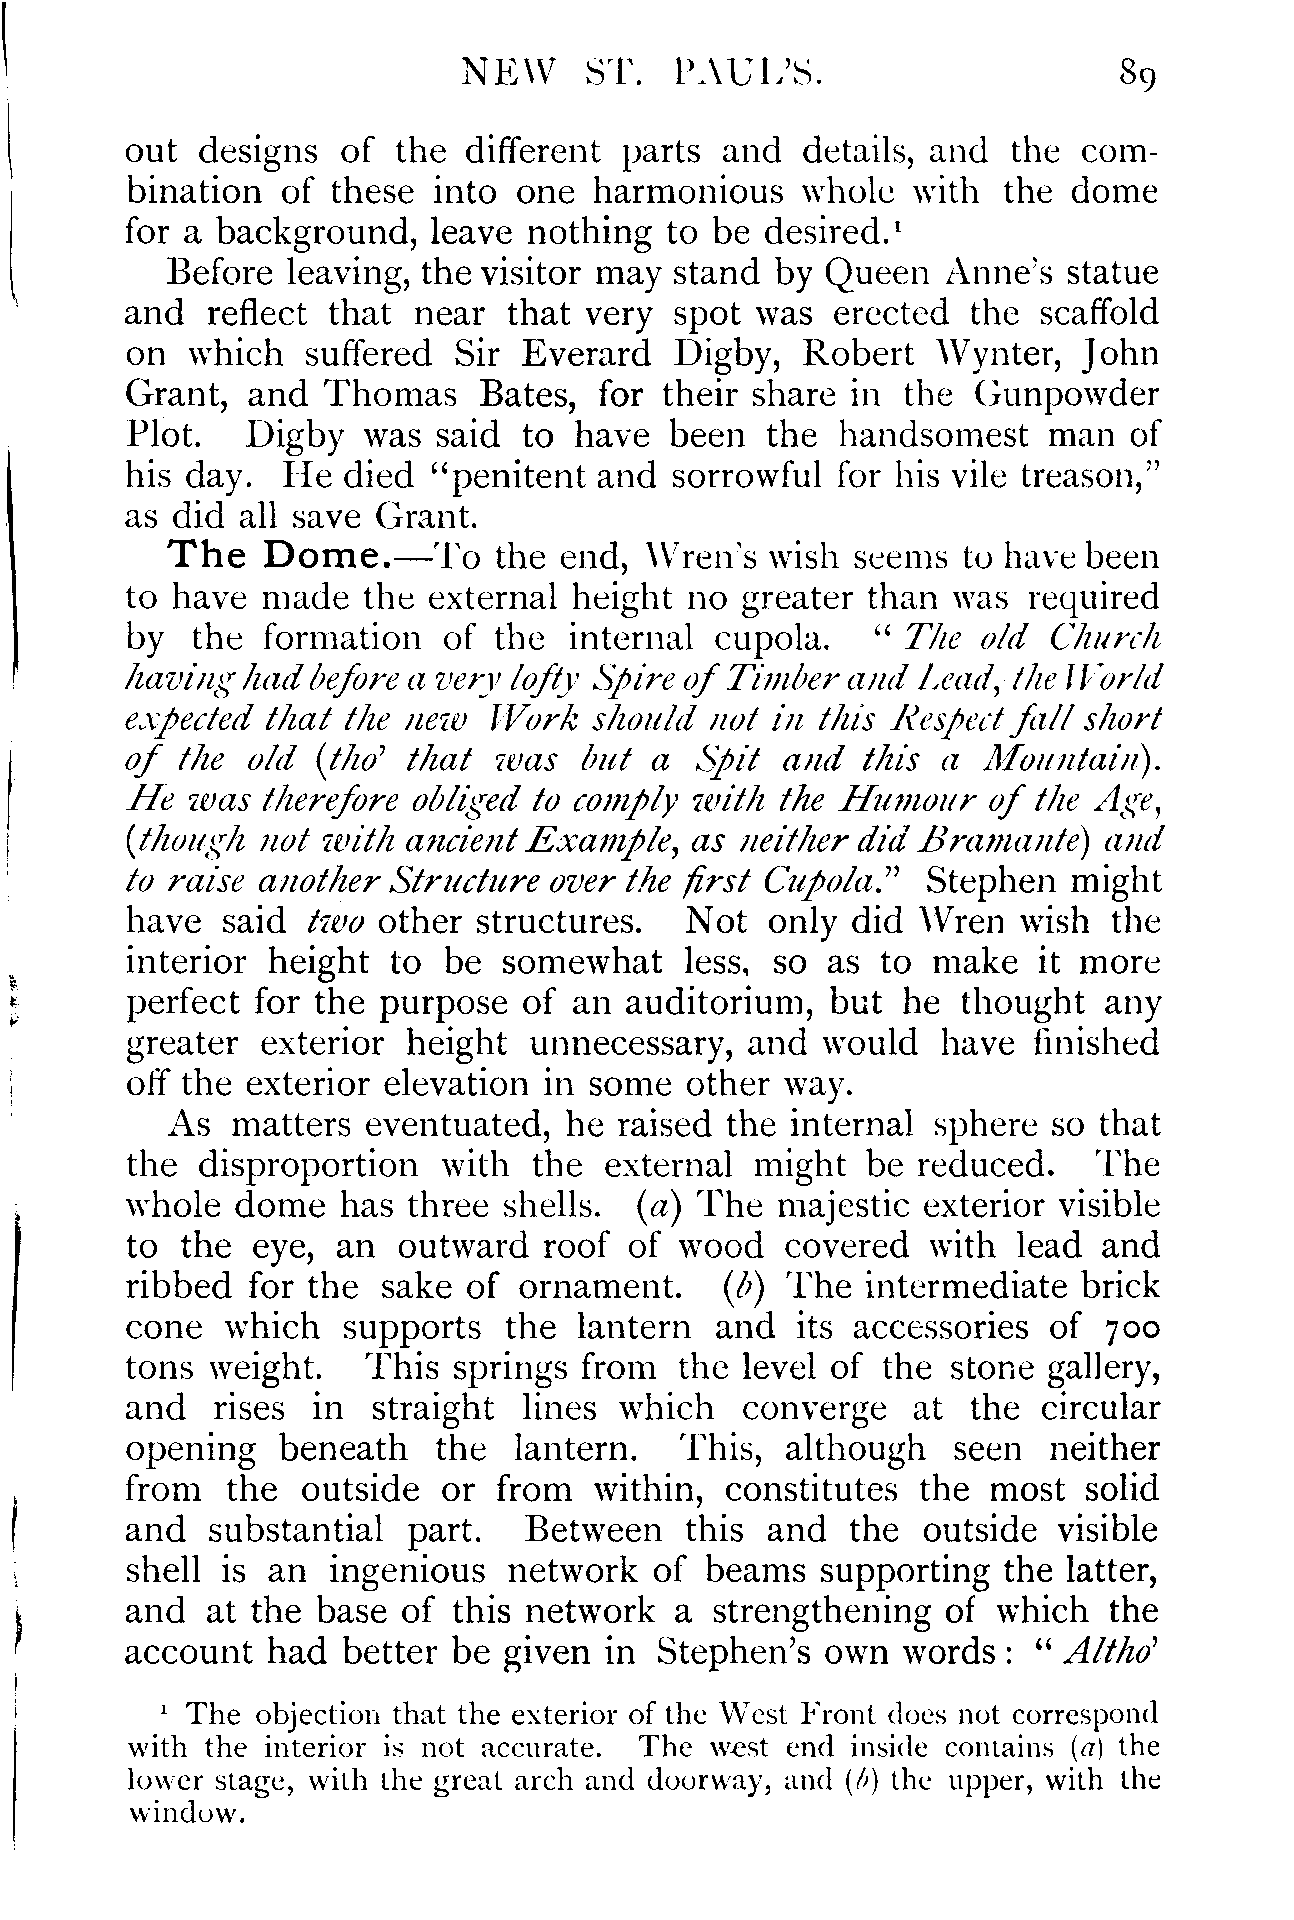 NEW ST. PAUL'S. 89
out designs of the different parts and details, and the com-
bination of these into one harmonious whole with the dome
for a background, leave nothing to be desired.¹
Before leaving, the visitor may stand by Queen Anne's statue
and reflect that near that very spot was erected the scaffold
on which suffered Sir Everard Digby, Robert Wynter, John
Grant, and Thomas Bates, for their share in the Gunpowder
Plot. Digby was said to have been the handsomest man of
his day. He died "penitent and sorrowful for his vile treason,"
as did all save Grant.
The Dome.—To the end, Wren's wish seems to have been
to have made the external height no greater than was required
by the formation of the internal cupola. "The old Church
having had before a very lofty Spire of Timber and Lead, the World
expected that the new Work should not in this Respect fall short
of the old (tho' that was but a Spit and this a Mountain).
He was therefore obliged to comply with the Humour of the Age,
(though not with ancient Example, as neither did Bramante) and
to raise another Structure over the first Cupola." Stephen might
have said two other structures. Not only did Wren wish the
interior height to be somewhat less, so as to make it more
perfect for the purpose of an auditorium, but he thought any
greater exterior height unnecessary, and would have finished
off the exterior elevation in some other way.
As matters eventuated, he raised the internal sphere so that
the disproportion with the external might be reduced. The
whole dome has three shells. (a) The majestic exterior visible
to the eye, an outward roof of wood covered with lead and
ribbed for the sake of ornament. (b) The intermediate brick
cone which supports the lantern and its accessories of 700
tons weight. This springs from the level of the stone gallery,
and rises in straight lines which converge at the circular
opening beneath the lantern. This, although seen neither
from the outside or from within, constitutes the most solid
and substantial part. Between this and the outside visible
shell is an ingenious network of beams supporting the latter,
and at the base of this network a strengthening of which the
account had better be given in Stephen's own words: "Altho'
¹ The objection that the exterior of the West Front does not correspond
with the interior is not accurate. The west end inside contains (a) the
lower stage, with the great arch and doorway, and (b) the upper, with the
window.